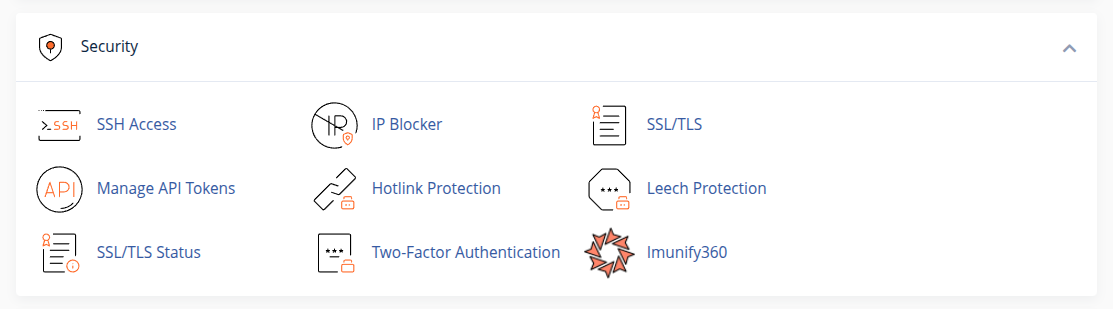 Security
>_SSH SSH Access
IP IP Blocker
SSL/TLS
API Manage API Tokens
Hotlink Protection
*** Leech Protection
SSL/TLS Status
*** Two-Factor Authentication
Imunify360